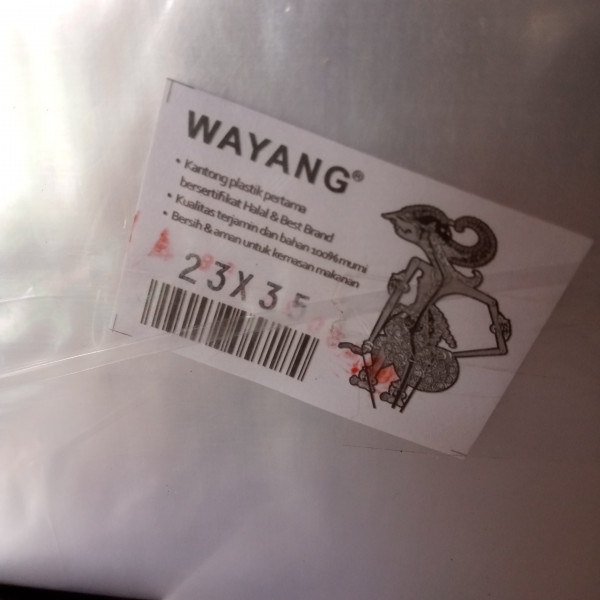 WAYANG®
• Kantong plastik pertama
bersertifikat Halal & Best Brand
• Kualitas terjamin dan bahan 100% murni
• Bersih & aman untuk kemasan makanan
23X35